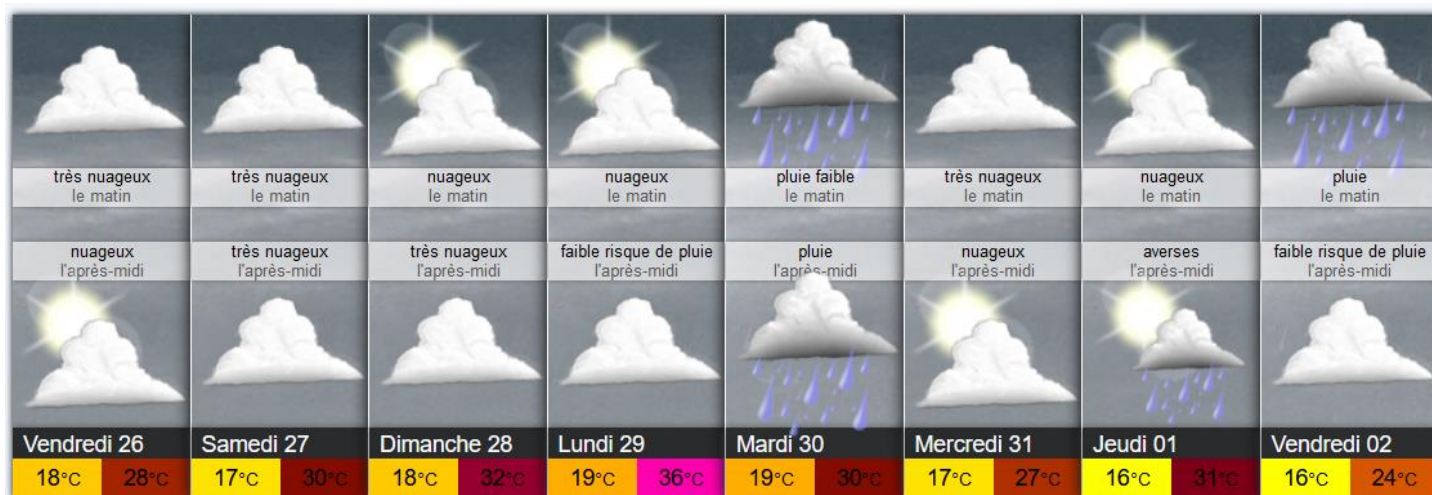 très nuageux
le matin
nuageux
l'après-midi
Vendredi 26
18°C 28°C
très nuageux
le matin
très nuageux
l'après-midi
Samedi 27
17°C 30°C
nuageux
le matin
très nuageux
l'après-midi
Dimanche 28
18°C 32°C
nuageux
le matin
faible risque de pluie
l'après-midi
Lundi 29
19°C 36°C
pluie faible
le matin
pluie
l'après-midi
Mardi 30
19°C 30°C
très nuageux
le matin
nuageux
l'après-midi
Mercredi 31
17°C 27°C
nuageux
le matin
averses
l'après-midi
Jeudi 01
16°C 31°C
pluie
le matin
faible risque de pluie
l'après-midi
Vendredi 02
16°C 24°C